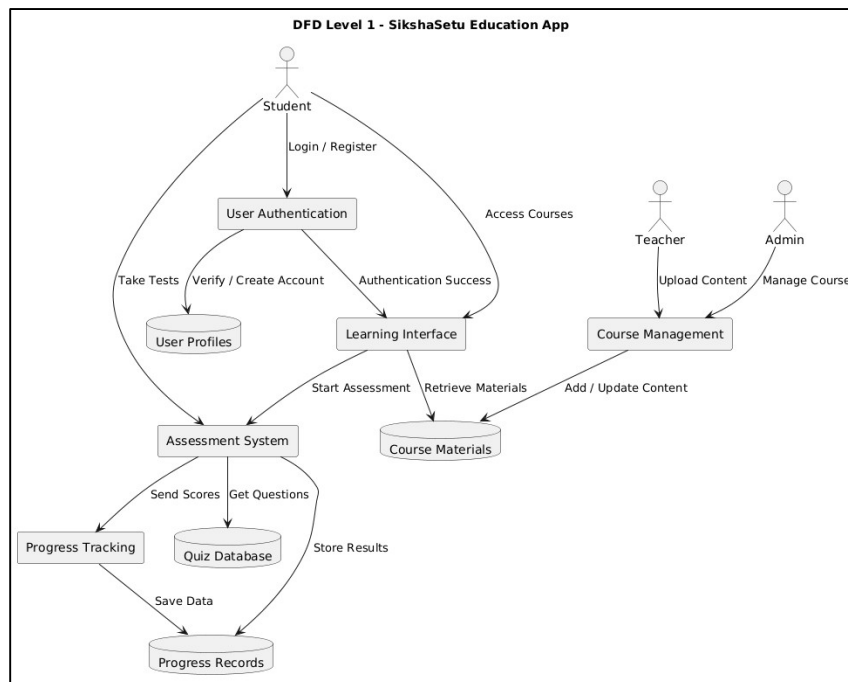 DFD Level 1 - SikshaSetu Education App
Student
Login / Register
User Authentication
Access Courses
Teacher
Admin
Take Tests
Verify / Create Account
Authentication Success
Upload Content
Manage Course
User Profiles
Learning Interface
Course Management
Start Assessment
Retrieve Materials
Add / Update Content
Assessment System
Course Materials
Send Scores
Get Questions
Progress Tracking
Quiz Database
Store Results
Save Data
Progress Records